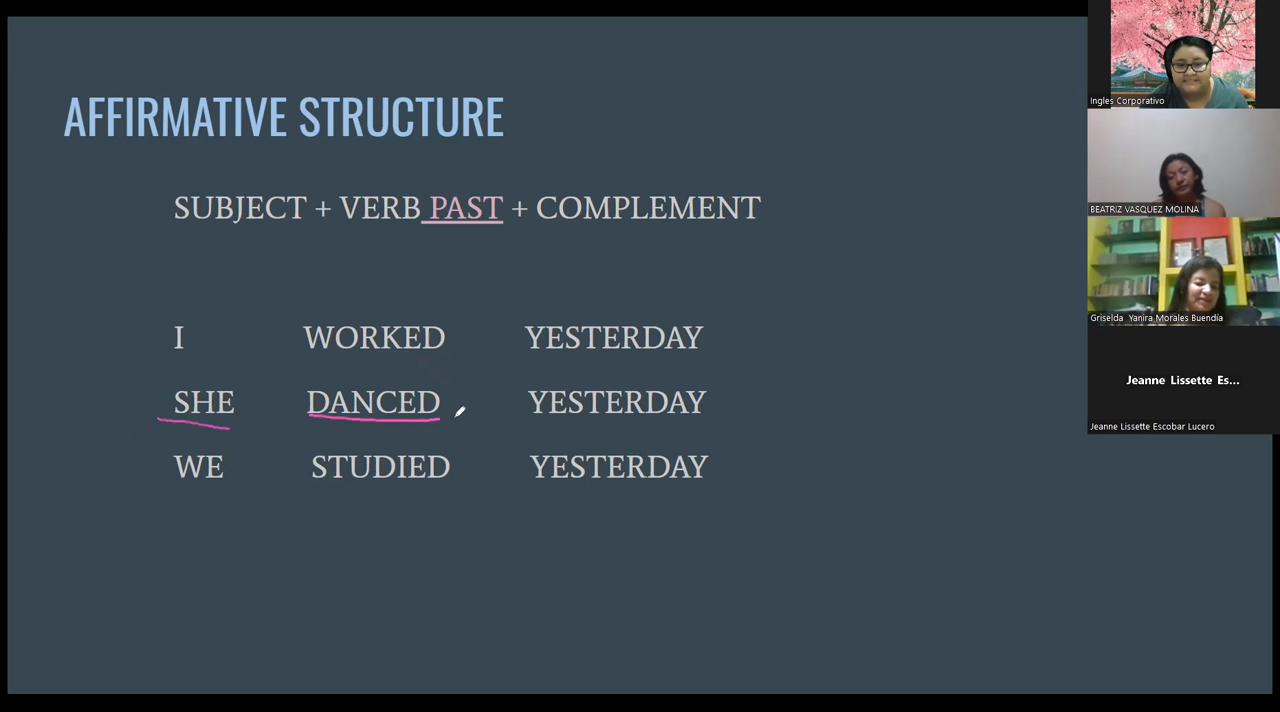 AFFIRMATIVE STRUCTURE
SUBJECT + VERB PAST + COMPLEMENT
I WORKED YESTERDAY
SHE DANCED YESTERDAY
WE STUDIED YESTERDAY
Ingles Corporativo
BEATRIZ VASQUEZ MOLINA
Griselda Yanira Morales Buendía
Jeanne Lissette Es...
Jeanne Lissette Escobar Lucero